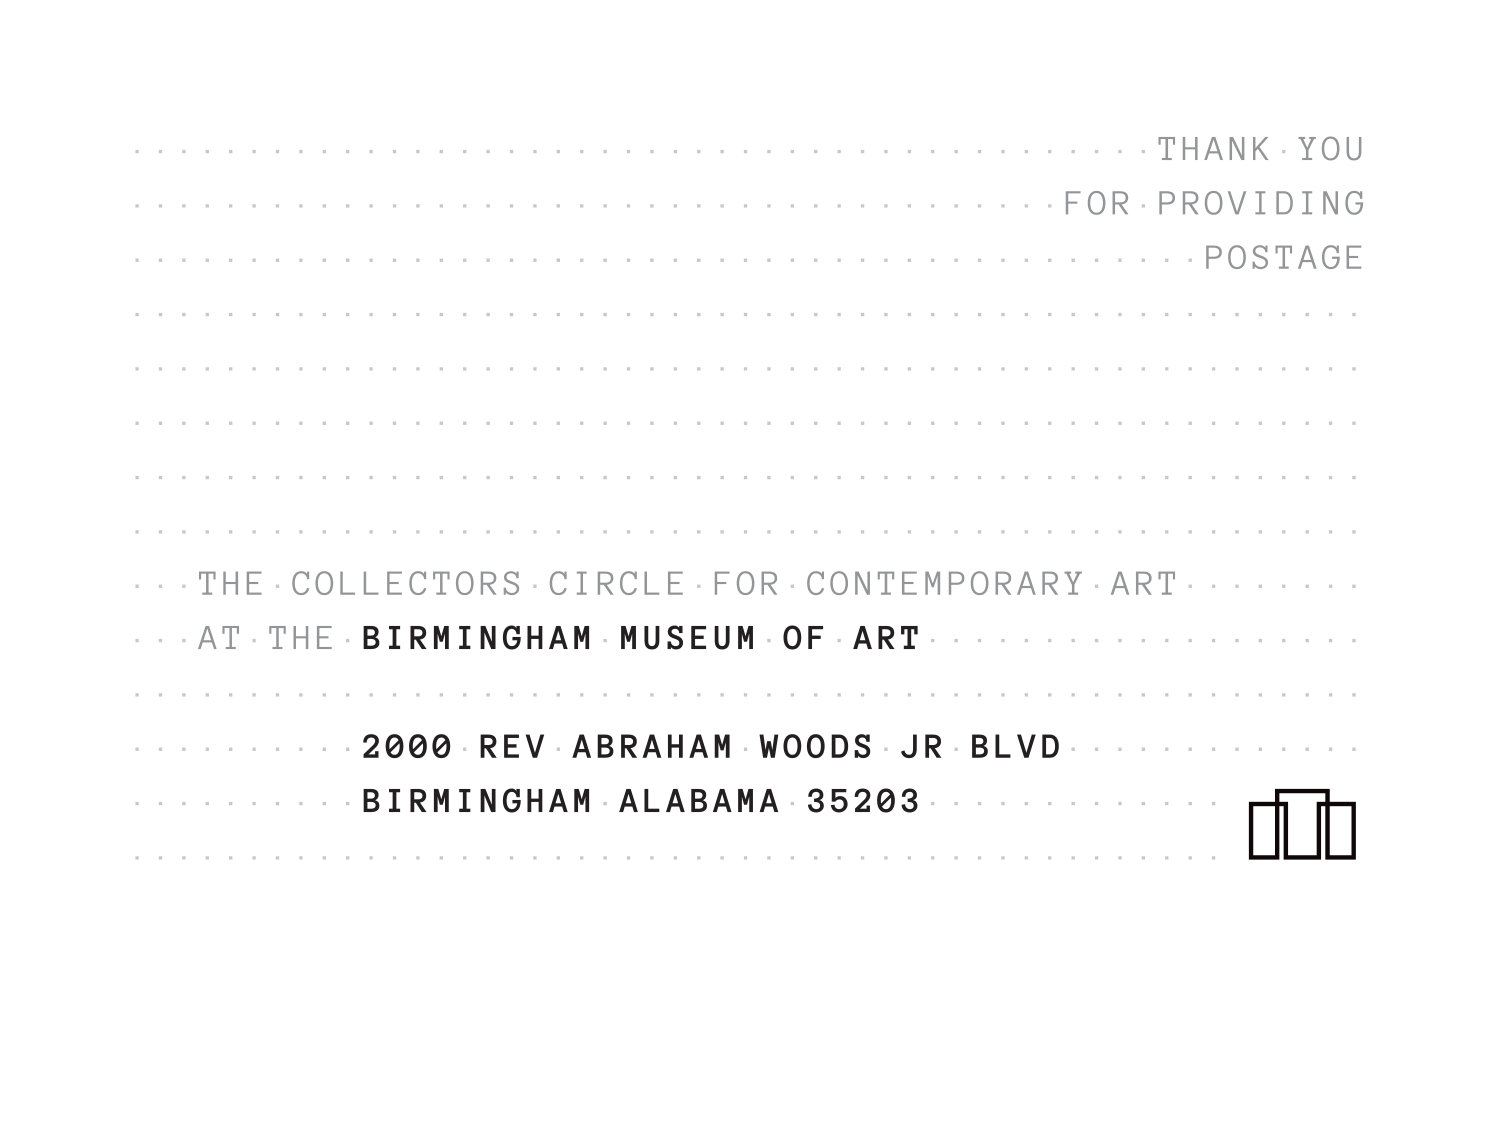 THANK YOU
FOR PROVIDING
POSTAGE
THE COLLECTORS CIRCLE FOR CONTEMPORARY ART
AT THE BIRMINGHAM MUSEUM OF ART
2000 REV ABRAHAM WOODS JR BLVD
BIRMINGHAM ALABAMA 35203